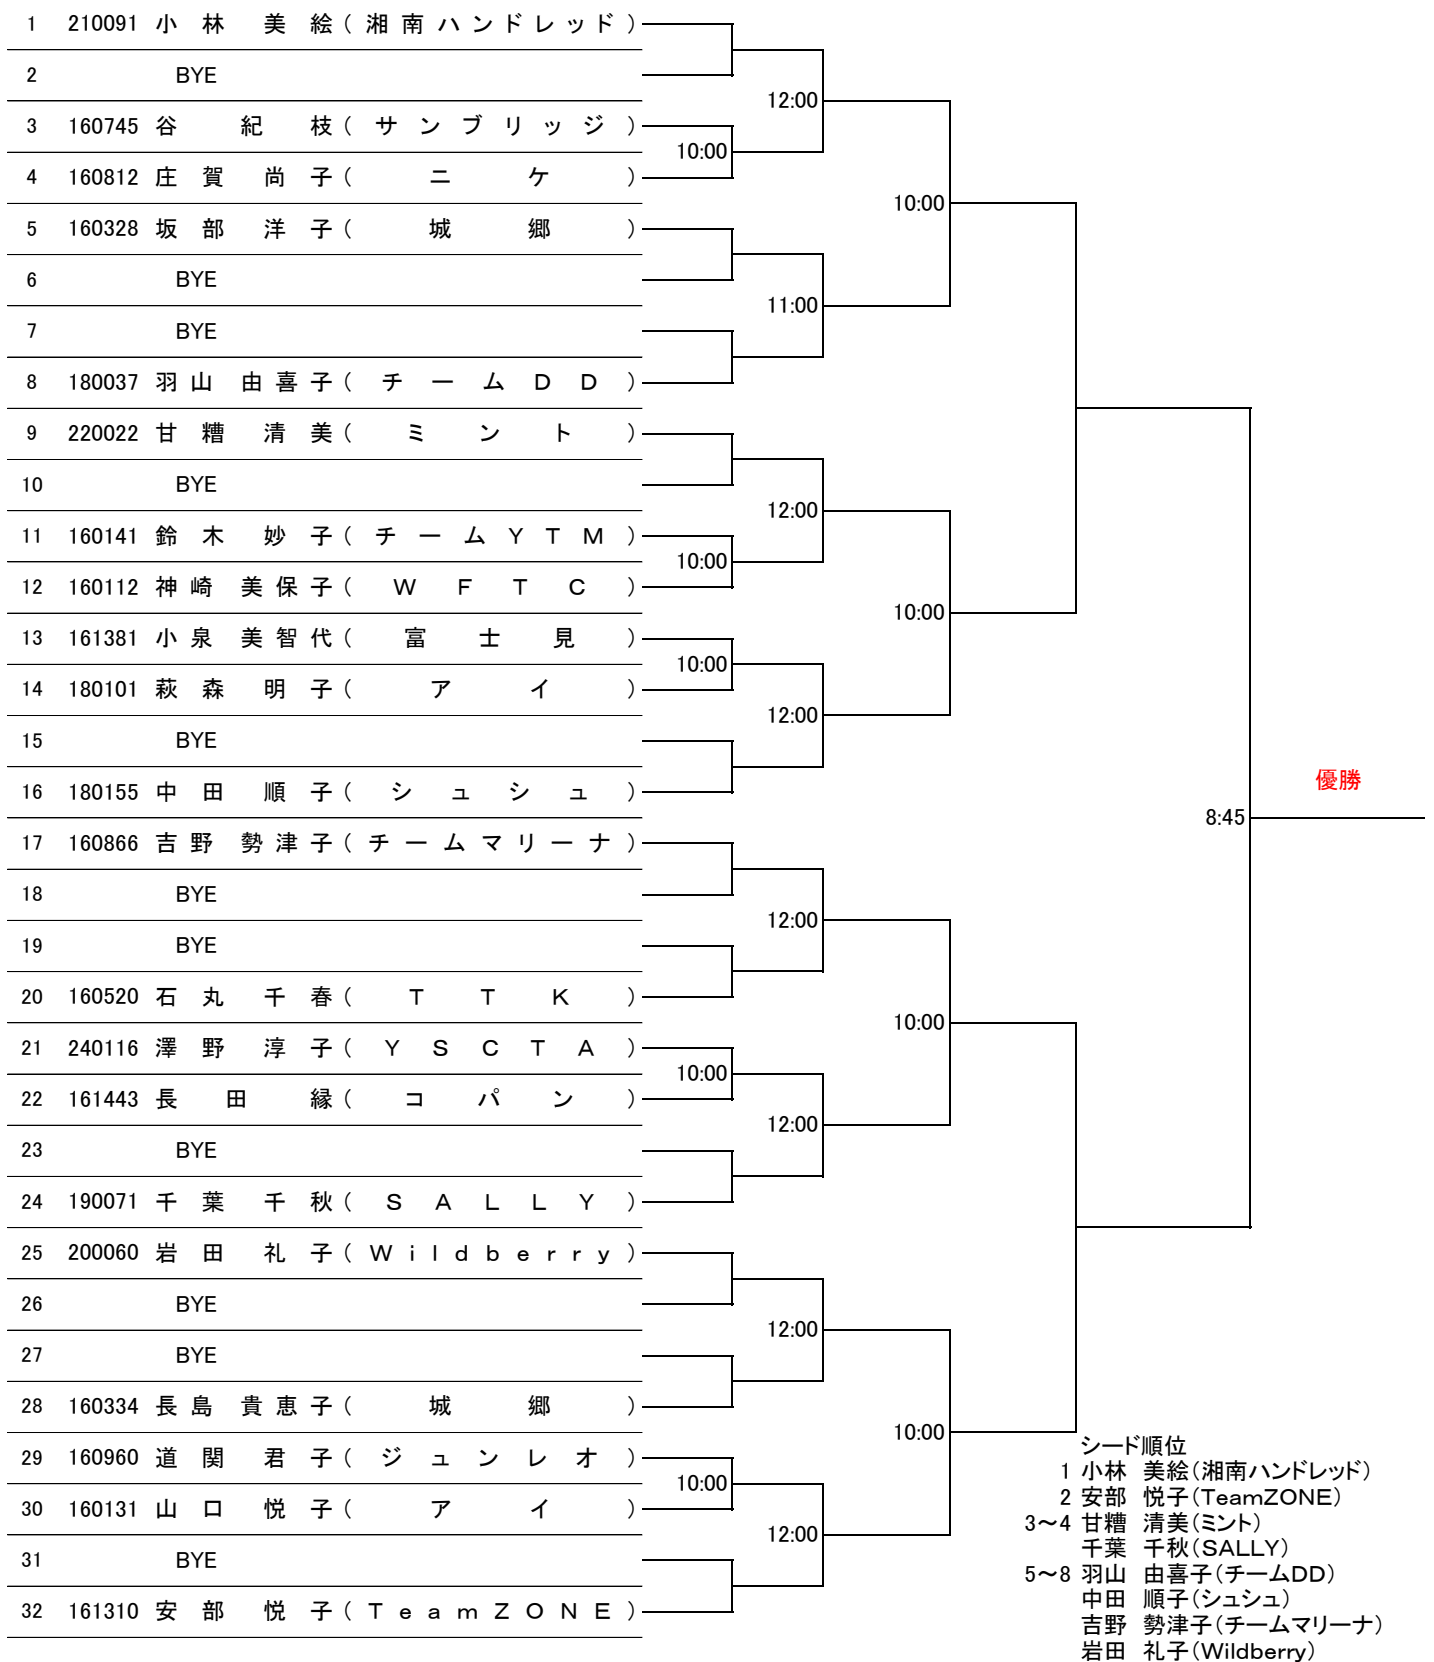 1 210091 小林 美絵(湘南ハンドレッド)
2 BYE
12:00
3 160745 谷 紀枝(サンブリッジ)
10:00
4 160812 庄賀 尚子(ニケ)
10:00
5 160328 坂部 洋子(城郷)
6 BYE
11:00
7 BYE
8 180037 羽山 由喜子(チームDD)
9 220022 甘糟 清美(ミント)
10 BYE
12:00
11 160141 鈴木 妙子(チームYTM)
10:00
12 160112 神崎 美保子(WFTC)
10:00
13 161381 小泉 美智代(富士見)
10:00
14 180101 萩森 明子(アイ)
12:00
15 BYE
16 180155 中田 順子(シュシュ)
優勝
8:45
17 160866 吉野 勢津子(チームマリーナ)
18 BYE
12:00
19 BYE
20 160520 石丸 千春(TTK)
10:00
21 240116 澤野 淳子(YSCTA)
10:00
22 161443 長田 縁(コパン)
12:00
23 BYE
24 190071 千葉 千秋(SALLY)
25 200060 岩田 礼子(Wildberry)
26 BYE
12:00
27 BYE
28 160334 長島 貴恵子(城郷)
10:00
29 160960 道関 君子(ジュンレオ)
10:00
30 160131 山口 悦子(アイ)
12:00
31 BYE
32 161310 安部 悦子(TeamZONE)
シード順位
1 小林 美絵(湘南ハンドレッド)
2 安部 悦子(TeamZONE)
3～4 甘糟 清美(ミント)
千葉 千秋(SALLY)
5～8 羽山 由喜子(チームDD)
中田 順子(シュシュ)
吉野 勢津子(チームマリーナ)
岩田 礼子(Wildberry)